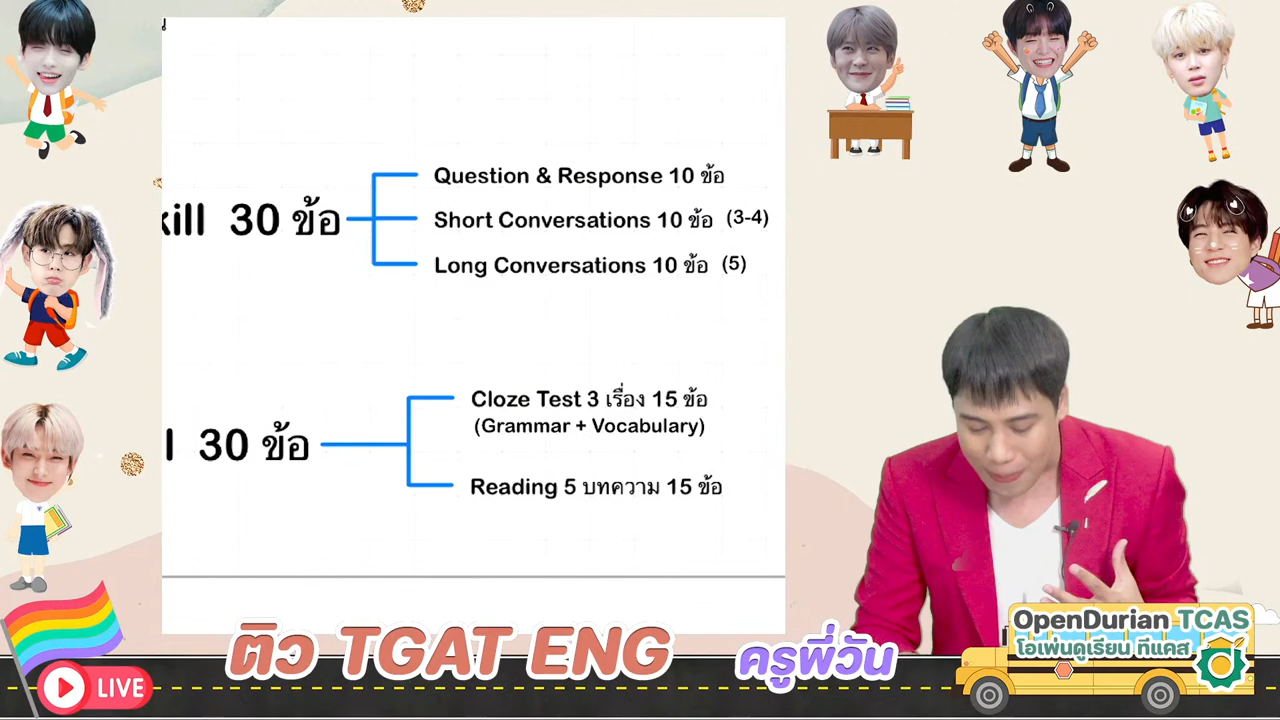 Question & Response 10 ข้อ
kill 30 ข้อ
Short Conversations 10 ข้อ (3-4)
Long Conversations 10 ข้อ (5)
Cloze Test 3 เรื่อง 15 ข้อ
(Grammar + Vocabulary)
l 30 ข้อ
Reading 5 บทความ 15 ข้อ
ติว TGAT ENG
ครูพี่วัน
OpenDurian TCAS
โอเพ่นดูเรียน ทีแคส
LIVE